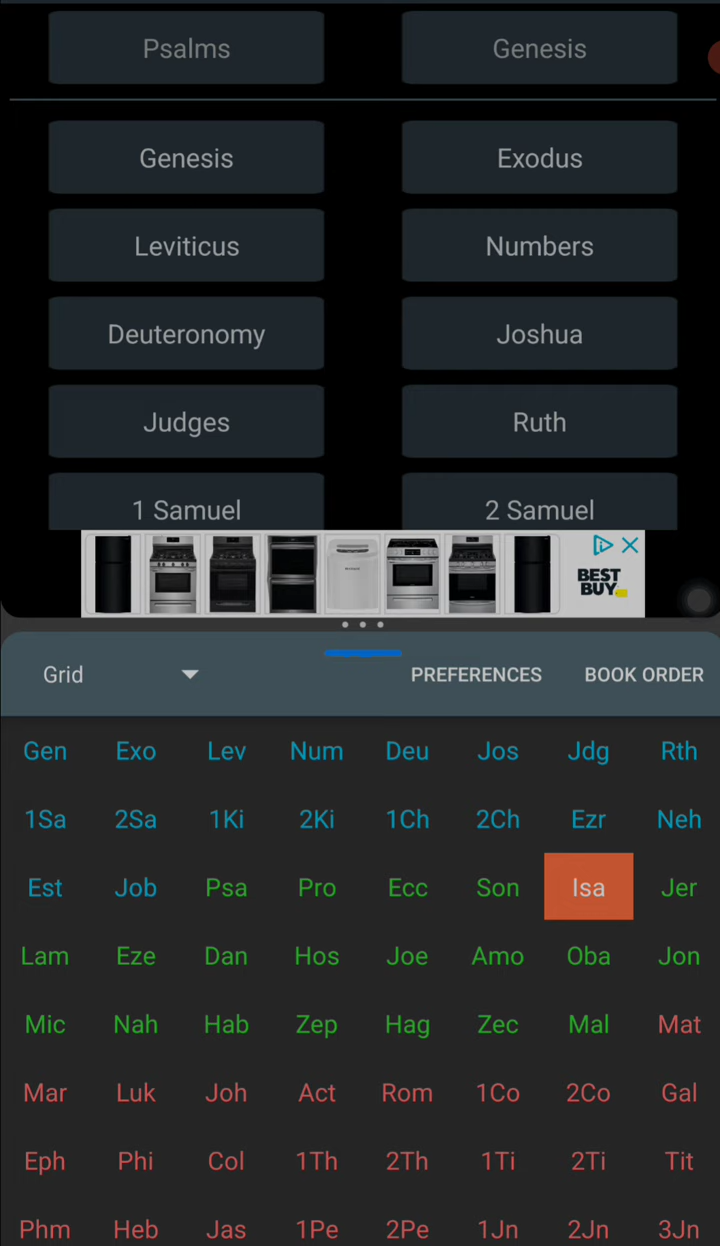 Psalms Genesis
Genesis Exodus
Leviticus Numbers
Deuteronomy Joshua
Judges Ruth
1 Samuel 2 Samuel
BEST
BUY
Grid PREFERENCES BOOK ORDER
Gen Exo Lev Num Deu Jos Jdg Rth
1Sa 2Sa 1Ki 2Ki 1Ch 2Ch Ezr Neh
Est Job Psa Pro Ecc Son Isa Jer
Lam Eze Dan Hos Joe Amo Oba Jon
Mic Nah Hab Zep Hag Zec Mal Mat
Mar Luk Joh Act Rom 1Co 2Co Gal
Eph Phi Col 1Th 2Th 1Ti 2Ti Tit
Phm Heb Jas 1Pe 2Pe 1Jn 2Jn 3Jn